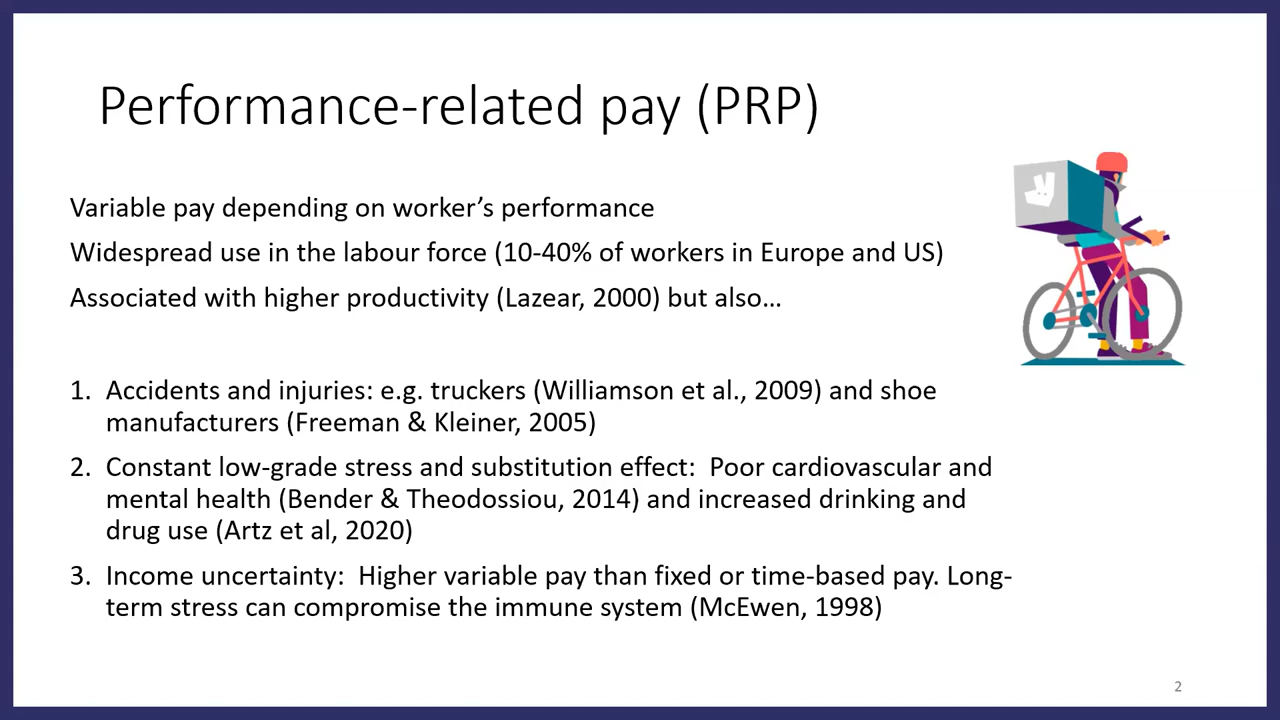 Performance-related pay (PRP)
Variable pay depending on worker’s performance
Widespread use in the labour force (10-40% of workers in Europe and US)
Associated with higher productivity (Lazear, 2000) but also…
1. Accidents and injuries: e.g. truckers (Williamson et al., 2009) and shoe
manufacturers (Freeman & Kleiner, 2005)
2. Constant low-grade stress and substitution effect:  Poor cardiovascular and
mental health (Bender & Theodossiou, 2014) and increased drinking and
drug use (Artz et al, 2020)
3. Income uncertainty:  Higher variable pay than fixed or time-based pay. Long-
term stress can compromise the immune system (McEwen, 1998)
2